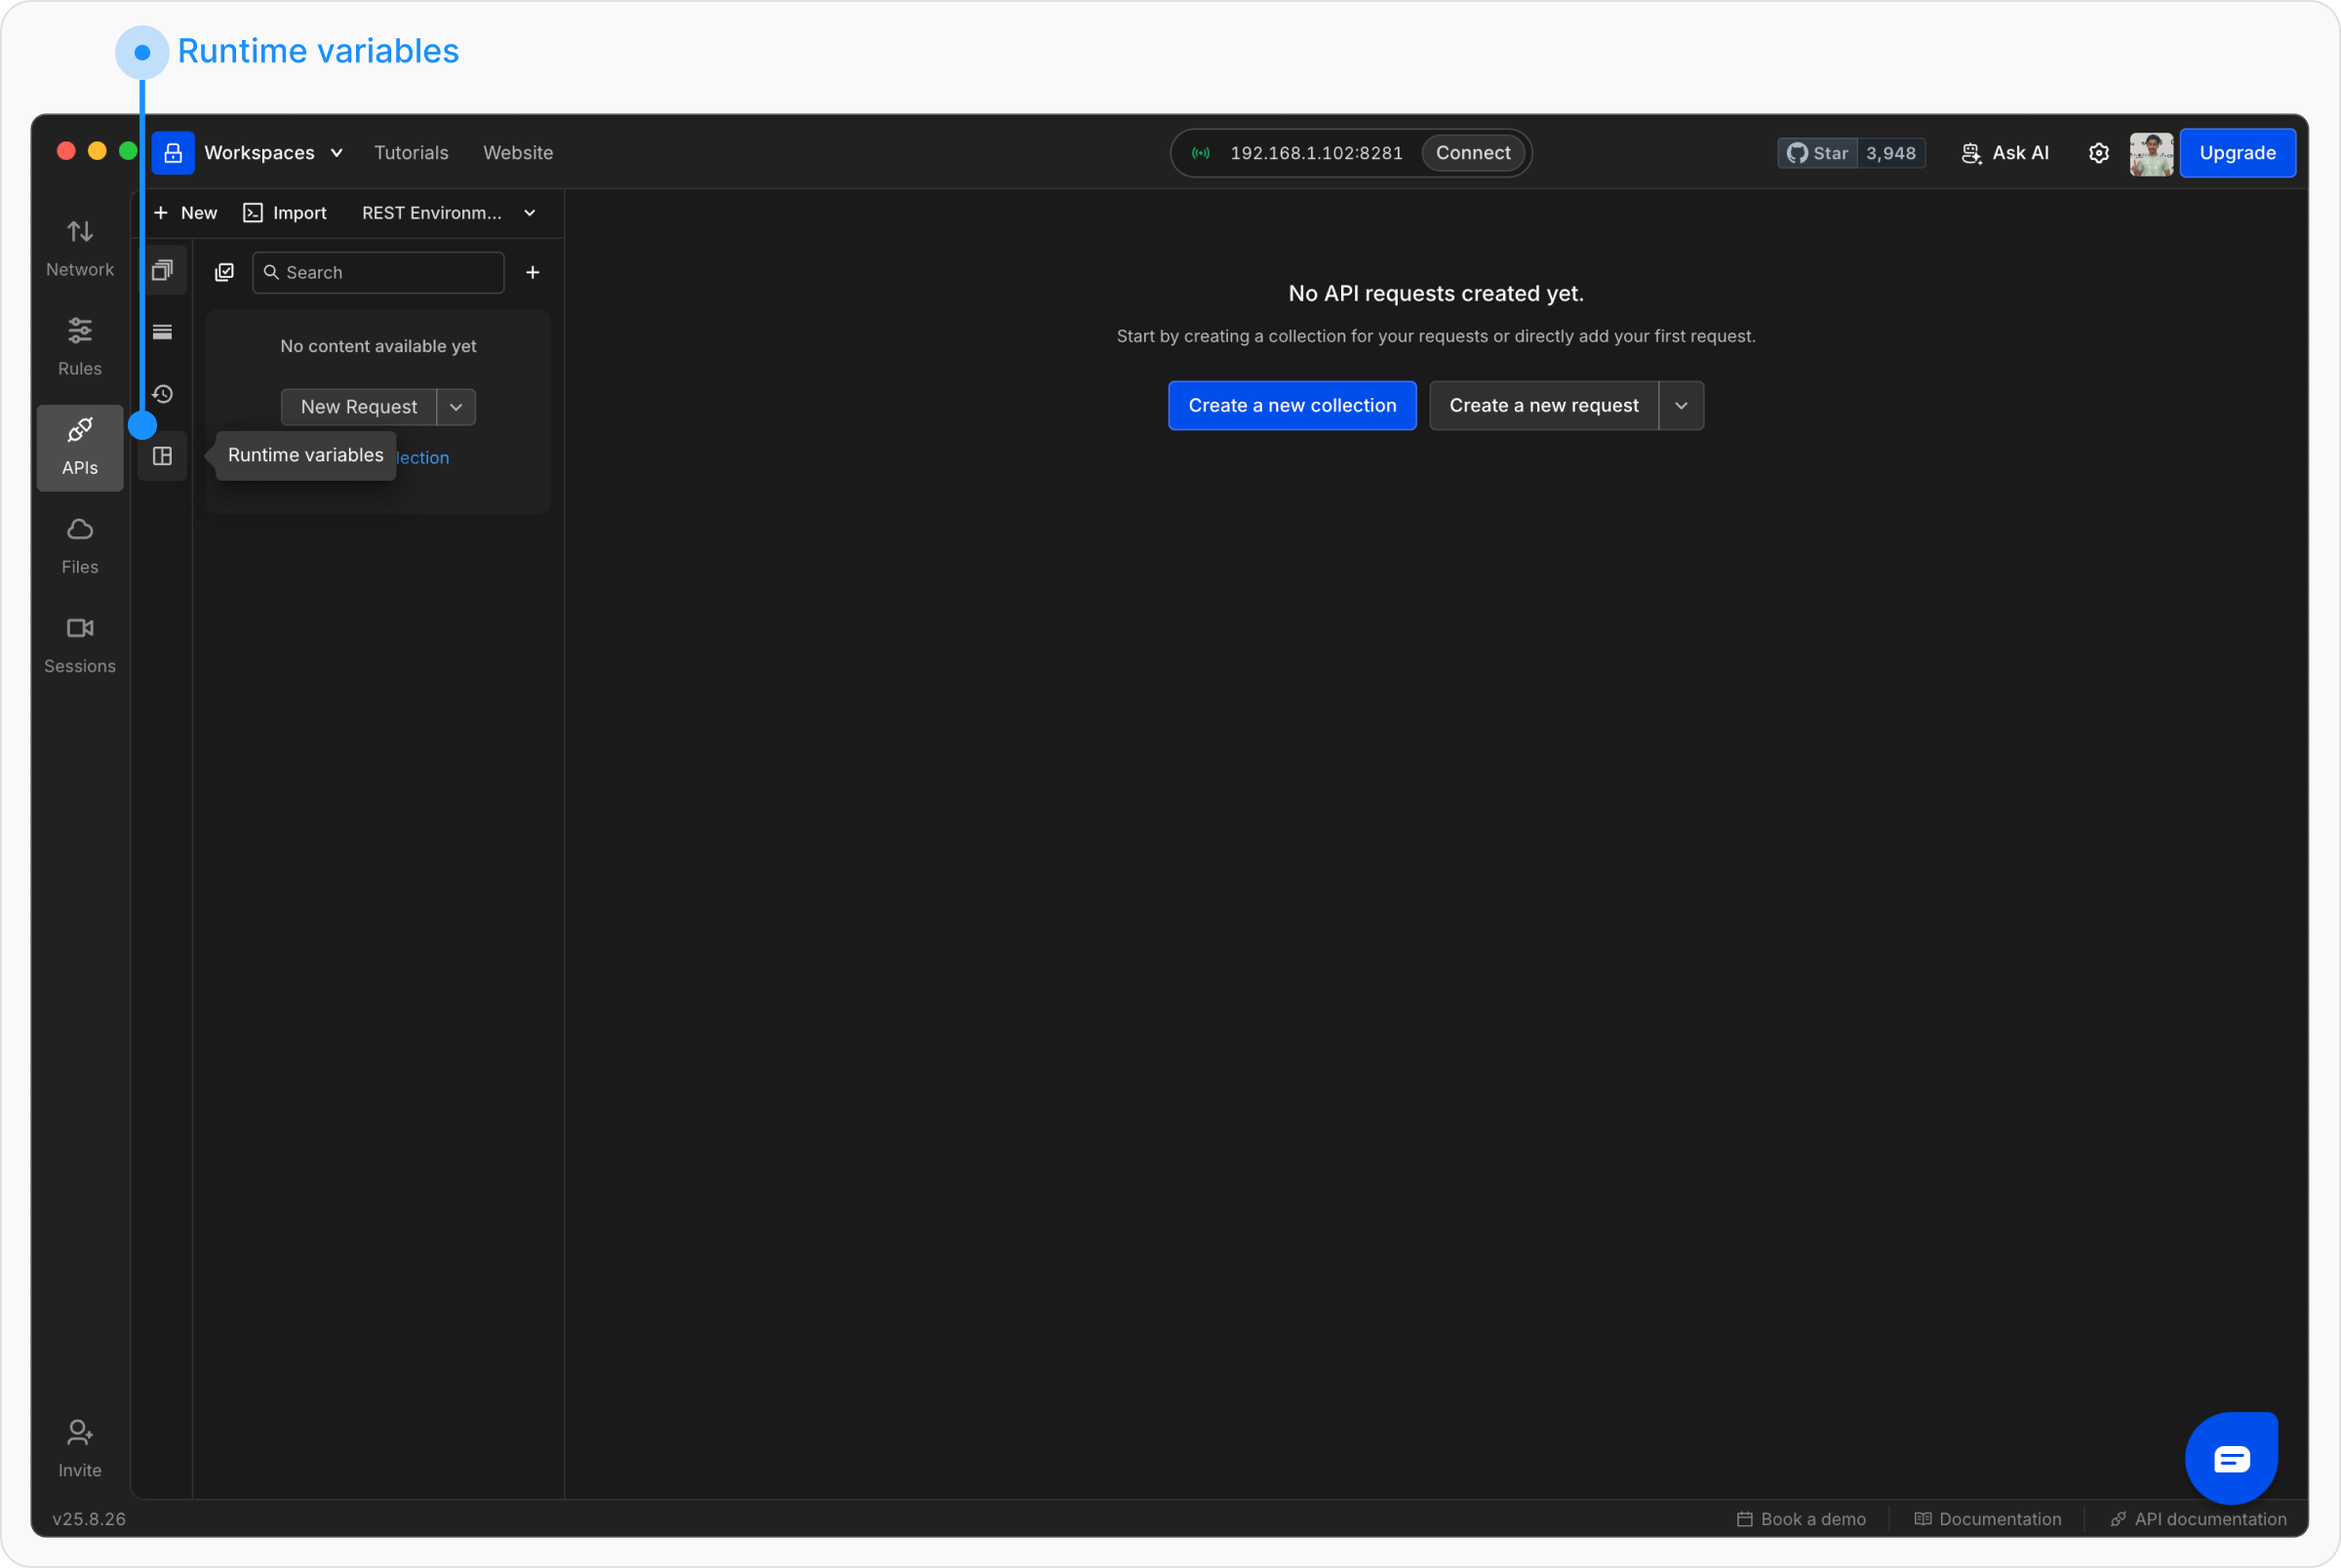 Runtime variables
Workspaces
Tutorials
Website
192.168.1.102:8281
Connect
Star
3,948
Ask AI
Upgrade
New
Import
REST Environm...
Network
Rules
APIs
Files
Sessions
Invite
Search
No content available yet
New Request
Runtime variables
lection
No API requests created yet.
Start by creating a collection for your requests or directly add your first request.
Create a new collection
Create a new request
v25.8.26
Book a demo
Documentation
API documentation